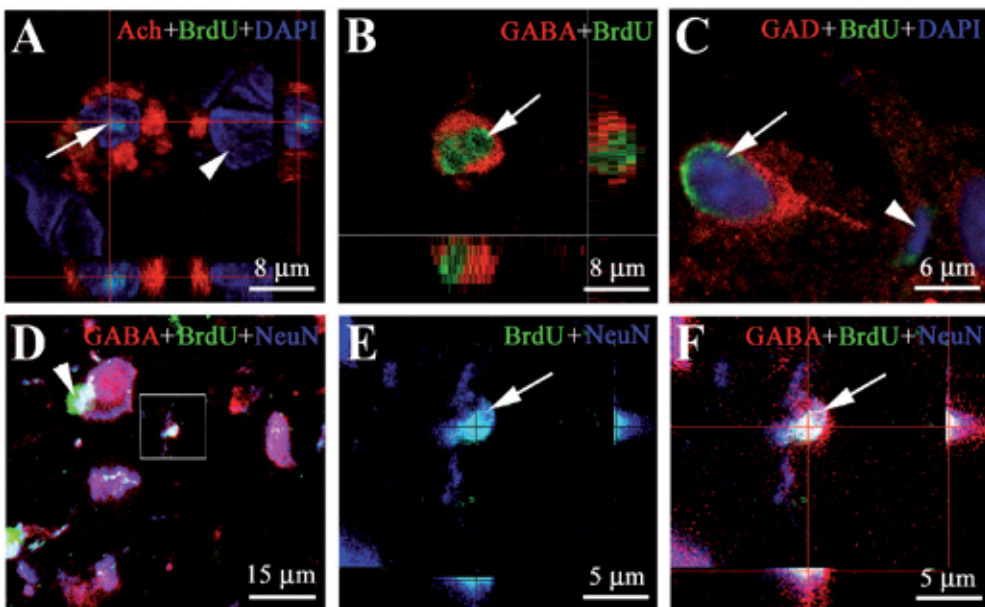 A Ach+BrdU+DAPI
8 μm
B GABA+BrdU
8 μm
C GAD+BrdU+DAPI
6 μm
D GABA+BrdU+NeuN
15 μm
E BrdU+NeuN
5 μm
F GABA+BrdU+NeuN
5 μm